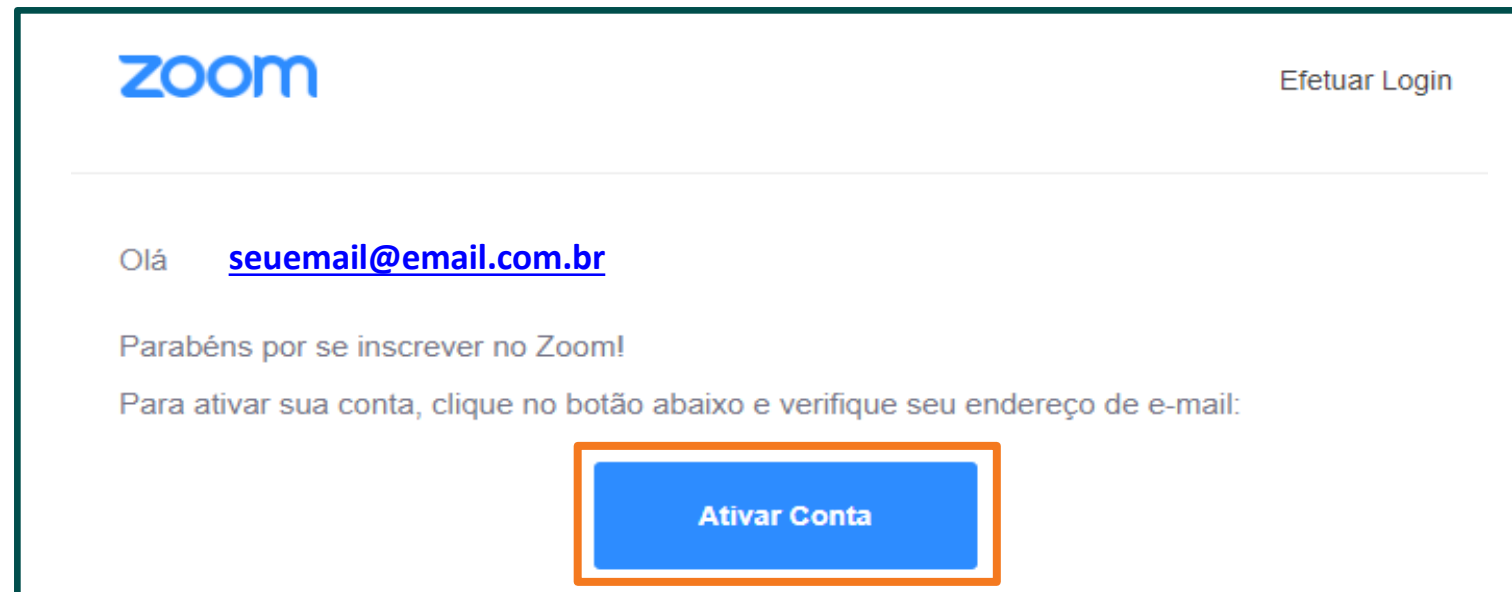 zoom
Efetuar Login
Olá seuemail@email.com.br
Parabéns por se inscrever no Zoom!
Para ativar sua conta, clique no botão abaixo e verifique seu endereço de e-mail:
Ativar Conta